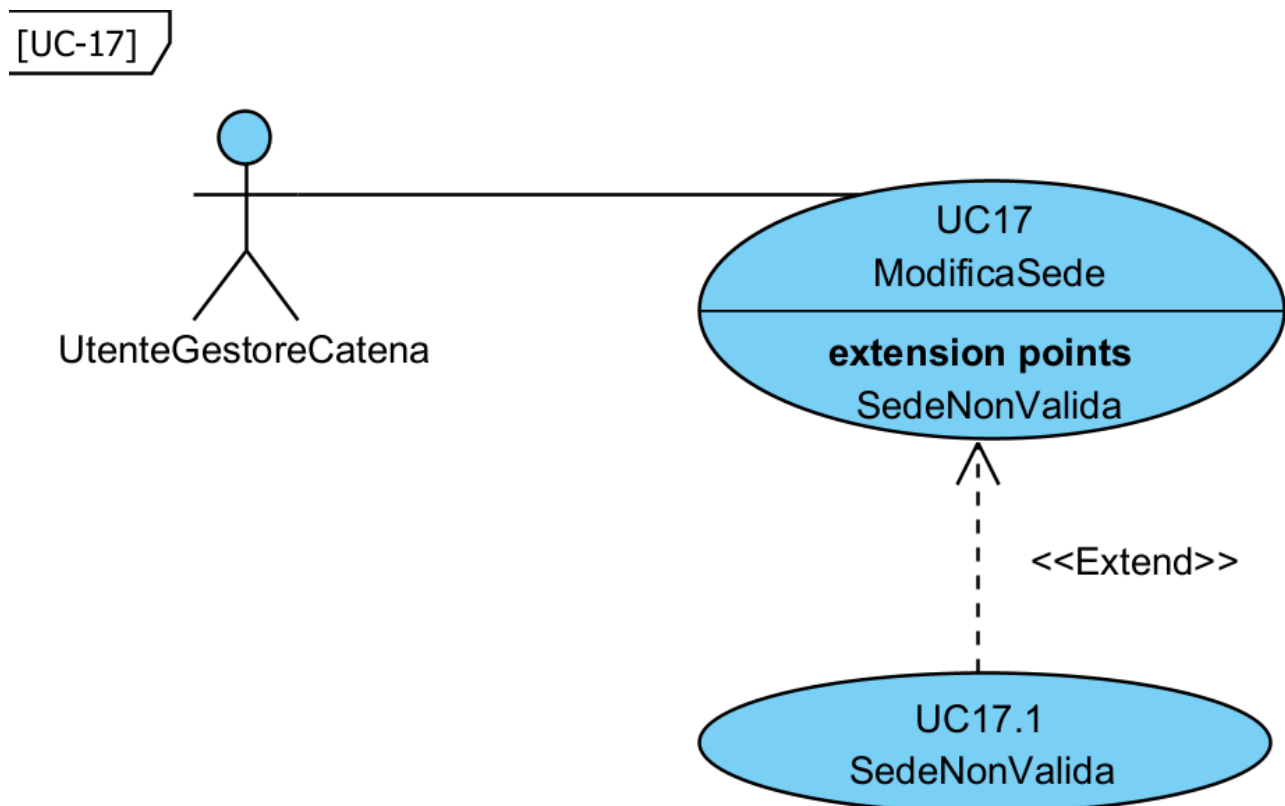 [UC-17]
UC17
ModificaSede
UtenteGestoreCatena
extension points
SedeNonValida
<<Extend>>
UC17.1
SedeNonValida